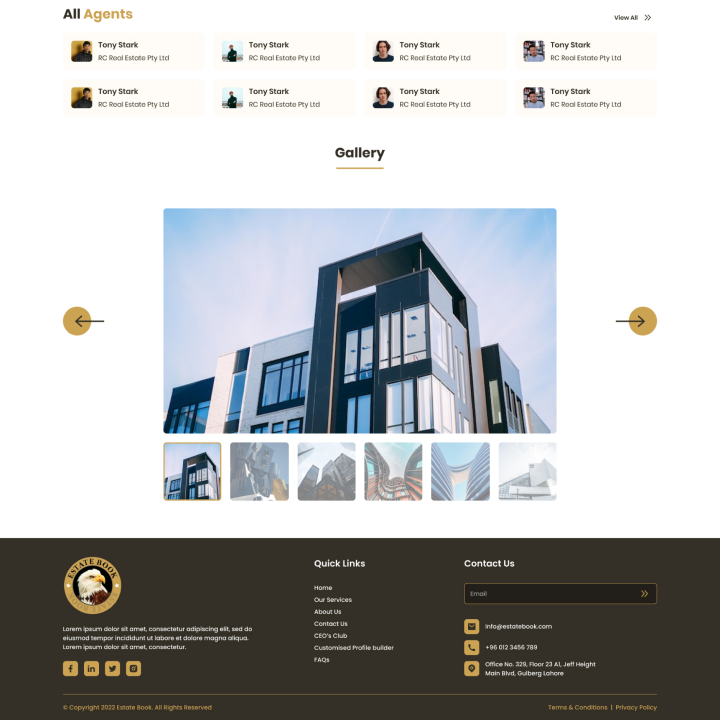 All Agents
View All
Tony Stark
RC Real Estate Pty Ltd
Tony Stark
RC Real Estate Pty Ltd
Tony Stark
RC Real Estate Pty Ltd
Tony Stark
RC Real Estate Pty Ltd
Tony Stark
RC Real Estate Pty Ltd
Tony Stark
RC Real Estate Pty Ltd
Tony Stark
RC Real Estate Pty Ltd
Tony Stark
RC Real Estate Pty Ltd
Gallery
ESTATE BOOK
Lorem ipsum dolor sit amet, consectetur adipiscing elit, sed do
eiusmod tempor incididunt ut labore et dolore magna aliqua.
Lorem ipsum dolor sit amet, consectetur.
Quick Links
Home
Our Services
About Us
Contact Us
CEO's Club
Customised Profile builder
FAQs
Contact Us
Email
info@estatebook.com
+96 012 3456 789
Office No. 329, Floor 23 A1, Jeff Height
Main Blvd, Gulberg Lahore
© Copyright 2022 Estate Book. All Rights Reserved
Terms & Conditions | Privacy Policy